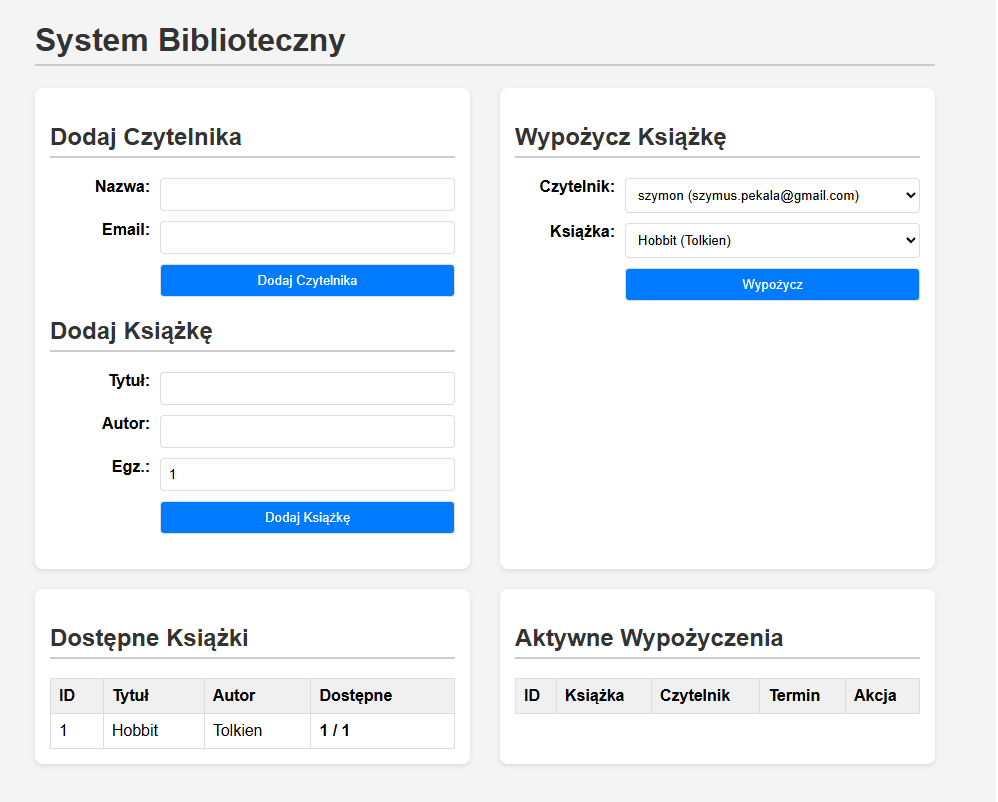 System Biblioteczny
Dodaj Czytelnika
Nazwa:
Email:
Dodaj Czytelnika
Dodaj Książkę
Tytuł:
Autor:
Egz.: 1
Dodaj Książkę
Wypożycz Książkę
Czytelnik: szymon (szymus.pekala@gmail.com)
Książka: Hobbit (Tolkien)
Wypożycz
Dostępne Książki
ID Tytuł Autor Dostępne
1 Hobbit Tolkien 1 / 1
Aktywne Wypożyczenia
ID Książka Czytelnik Termin Akcja